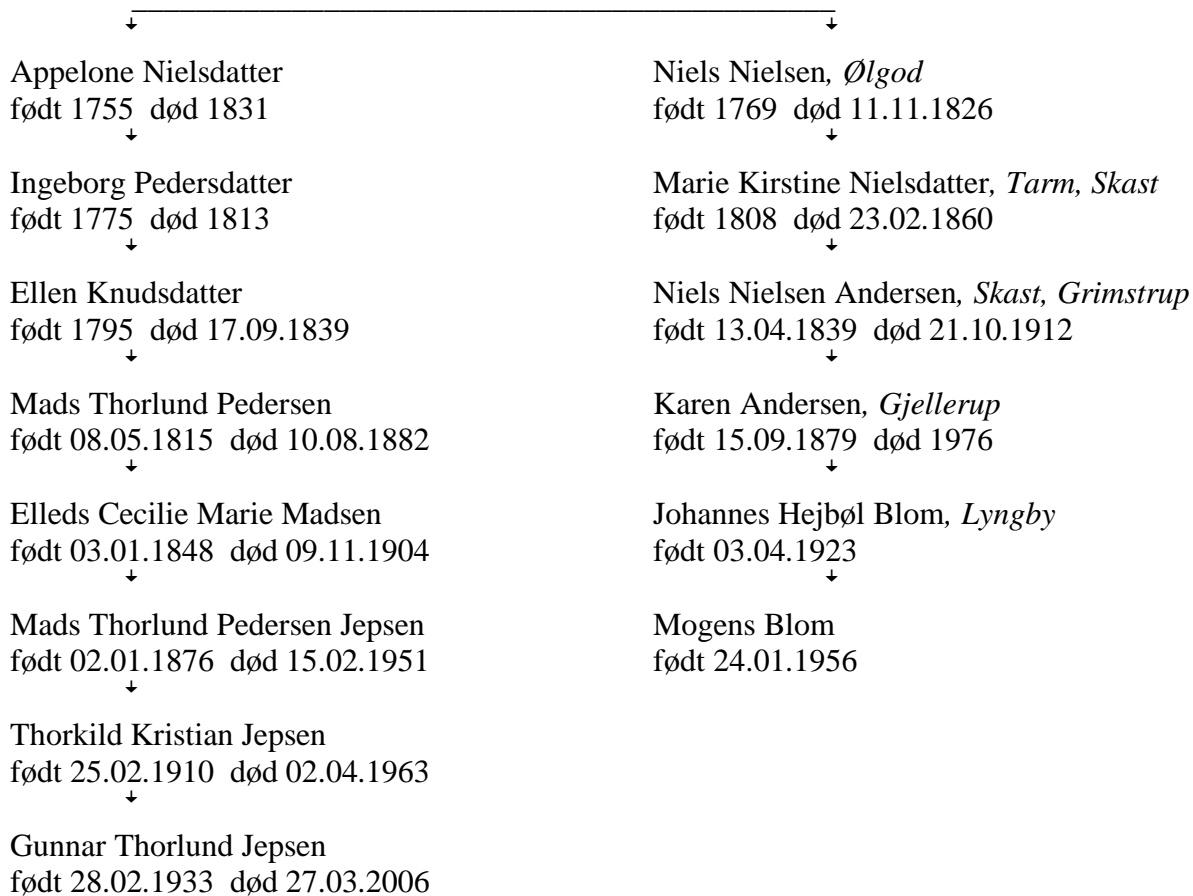 Appelone Nielsdatter
født 1755 død 1831
Ingeborg Pedersdatter
født 1775 død 1813
Ellen Knudsdatter
født 1795 død 17.09.1839
Mads Thorlund Pedersen
født 08.05.1815 død 10.08.1882
Elleds Cecilie Marie Madsen
født 03.01.1848 død 09.11.1904
Mads Thorlund Pedersen Jepsen
født 02.01.1876 død 15.02.1951
Thorkild Kristian Jepsen
født 25.02.1910 død 02.04.1963
Gunnar Thorlund Jepsen
født 28.02.1933 død 27.03.2006
Niels Nielsen, Ølgod
født 1769 død 11.11.1826
Marie Kirstine Nielsdatter, Tarm, Skast
født 1808 død 23.02.1860
Niels Nielsen Andersen, Skast, Grimstrup
født 13.04.1839 død 21.10.1912
Karen Andersen, Gjellerup
født 15.09.1879 død 1976
Johannes Hejbøl Blom, Lyngby
født 03.04.1923
Mogens Blom
født 24.01.1956